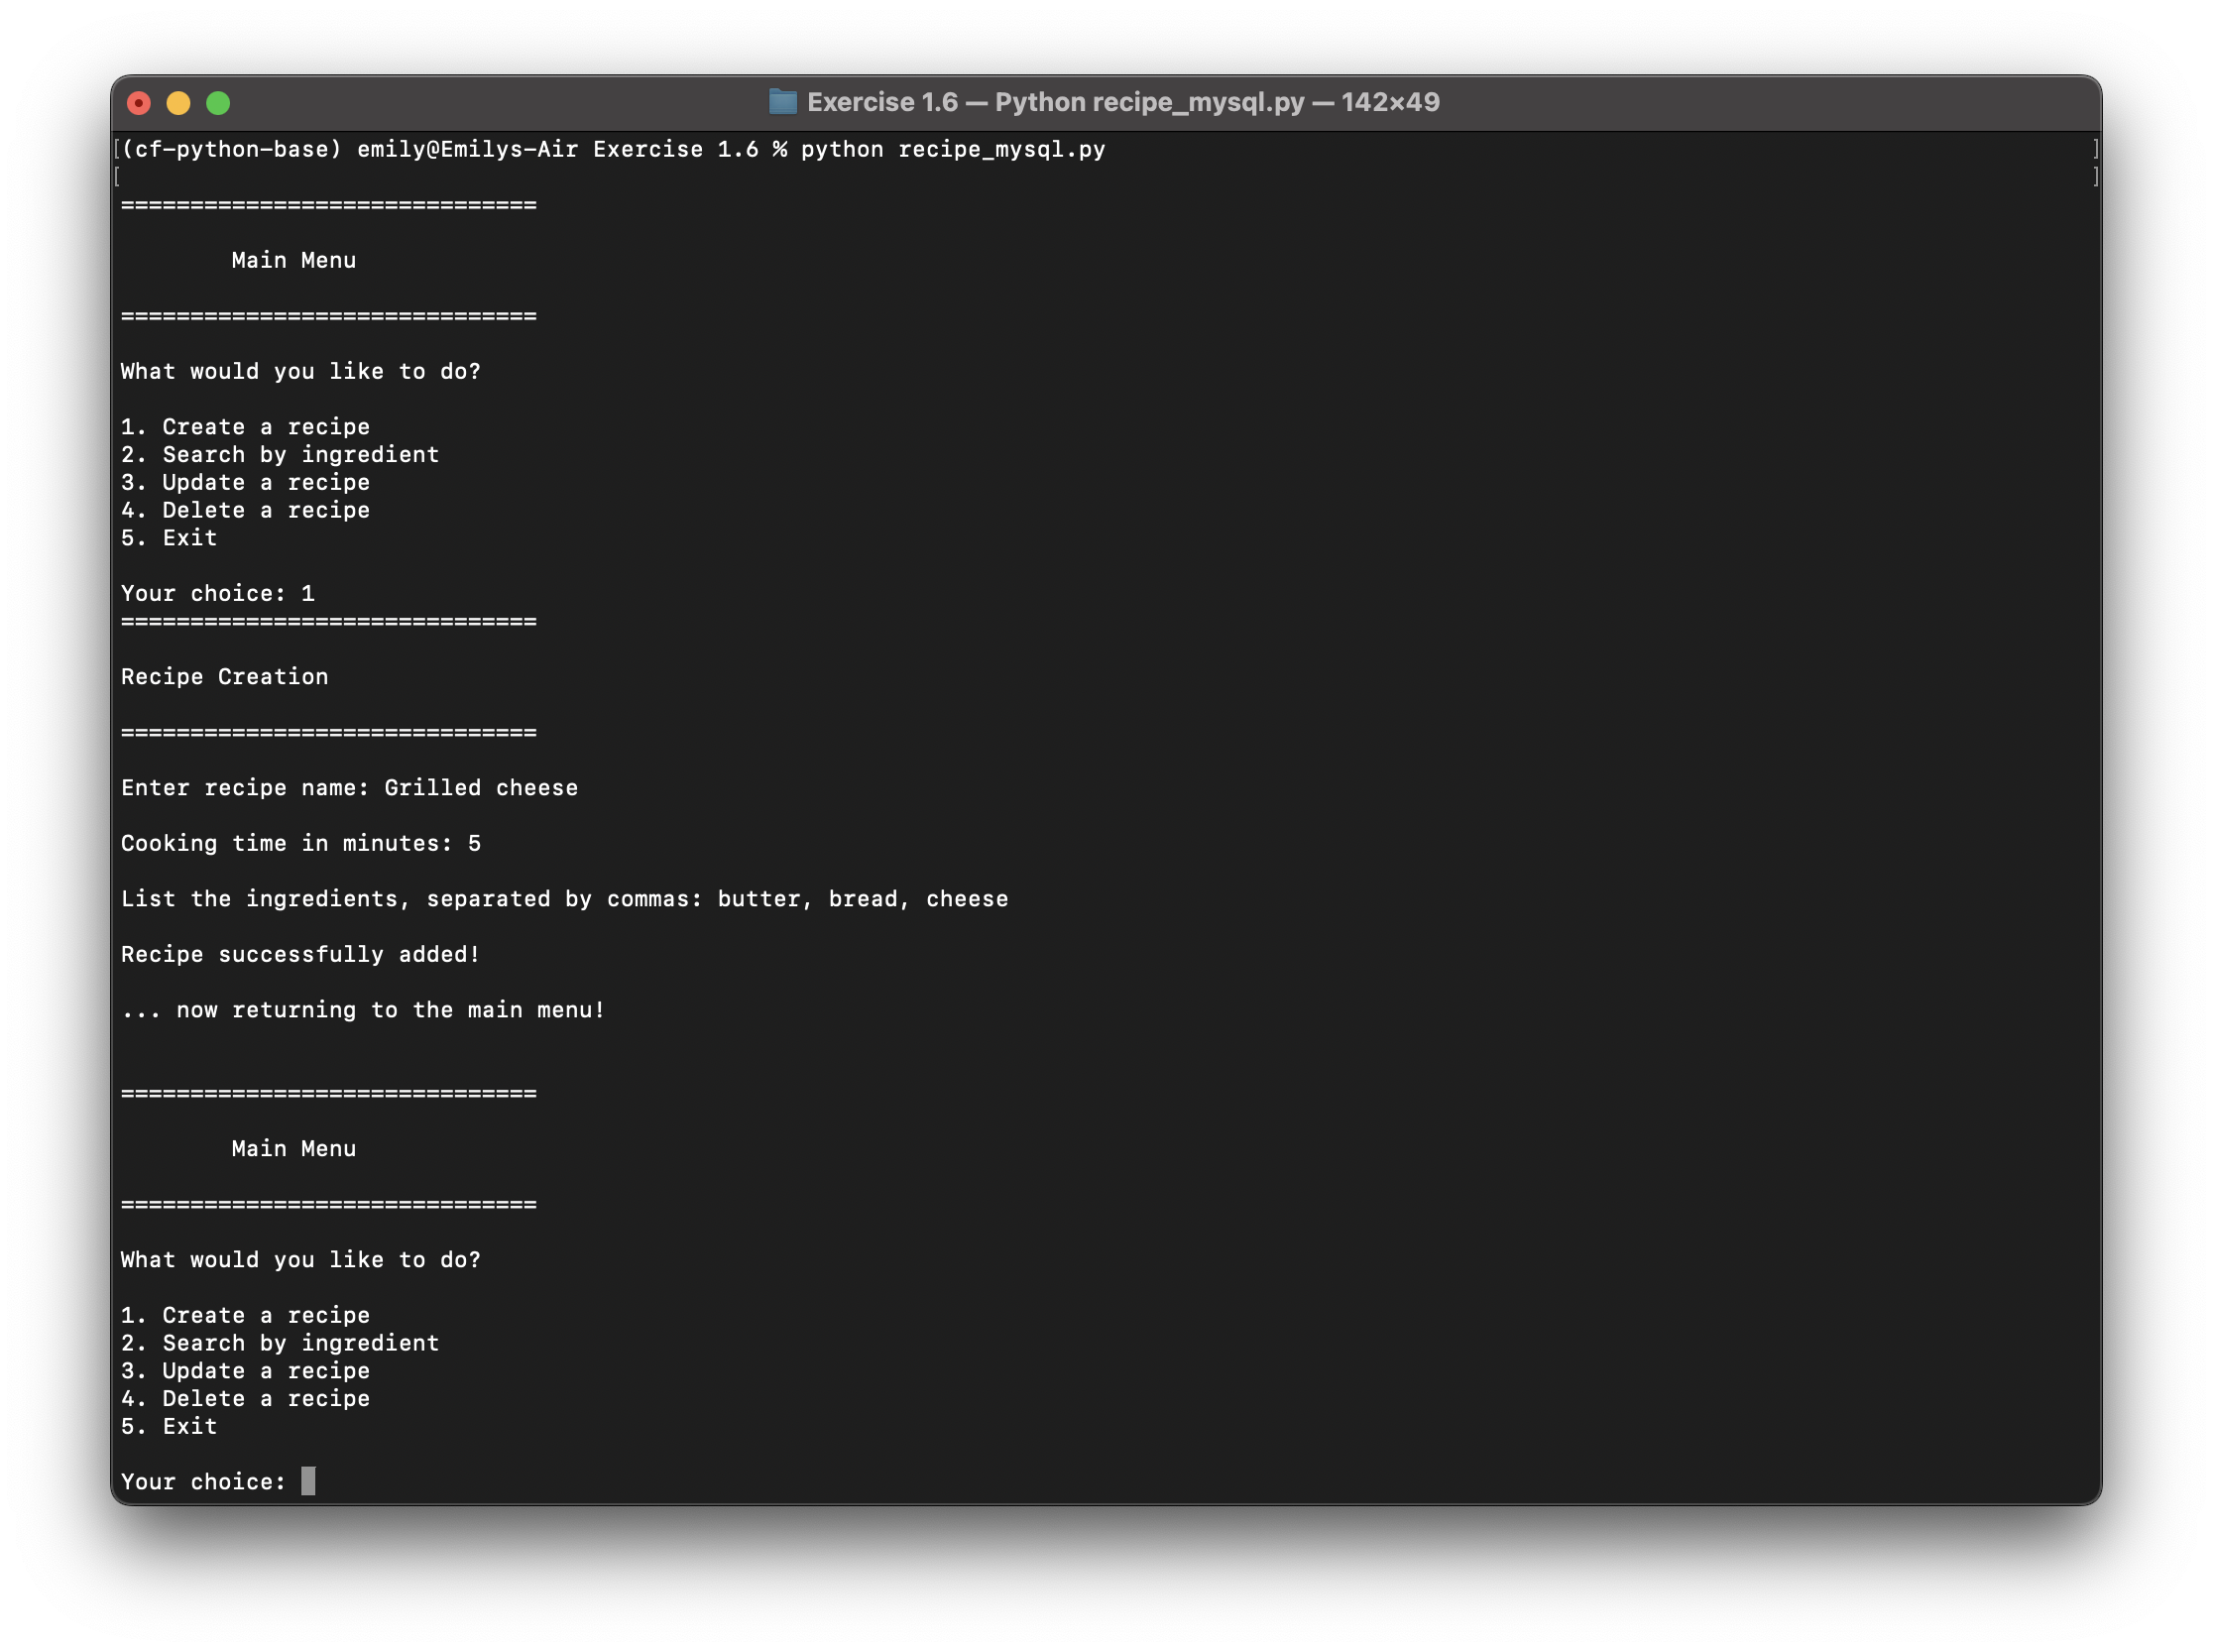 Exercise 1.6 — Python recipe_mysql.py — 142×49
[(cf-python-base) emily@Emilys-Air Exercise 1.6 % python recipe_mysql.py ]
[ ]
==============================
Main Menu
==============================
What would you like to do?
1. Create a recipe
2. Search by ingredient
3. Update a recipe
4. Delete a recipe
5. Exit
Your choice: 1
==============================
Recipe Creation
==============================
Enter recipe name: Grilled cheese
Cooking time in minutes: 5
List the ingredients, separated by commas: butter, bread, cheese
Recipe successfully added!
... now returning to the main menu!
==============================
Main Menu
==============================
What would you like to do?
1. Create a recipe
2. Search by ingredient
3. Update a recipe
4. Delete a recipe
5. Exit
Your choice: